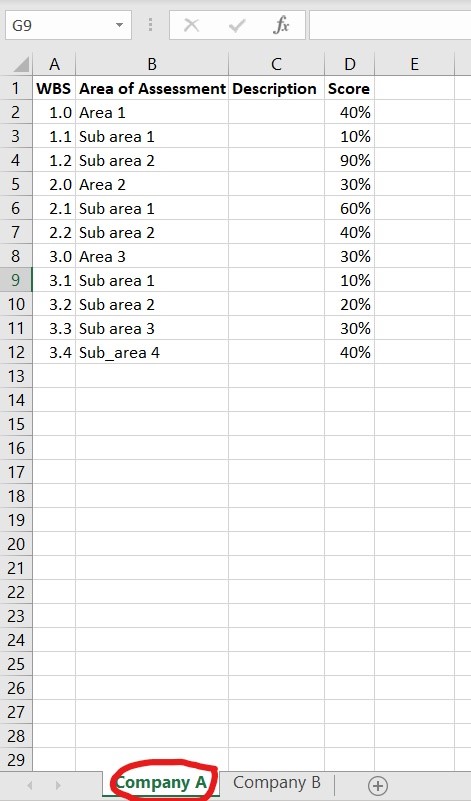 G9 fx
A B C D E
1 WBS Area of Assessment Description Score
2 1.0 Area 1 40%
3 1.1 Sub area 1 10%
4 1.2 Sub area 2 90%
5 2.0 Area 2 30%
6 2.1 Sub area 1 60%
7 2.2 Sub area 2 40%
8 3.0 Area 3 30%
9 3.1 Sub area 1 10%
10 3.2 Sub area 2 20%
11 3.3 Sub area 3 30%
12 3.4 Sub_area 4 40%
13
14
15
16
17
18
19
20
21
22
23
24
25
26
27
28
29
Company A Company B